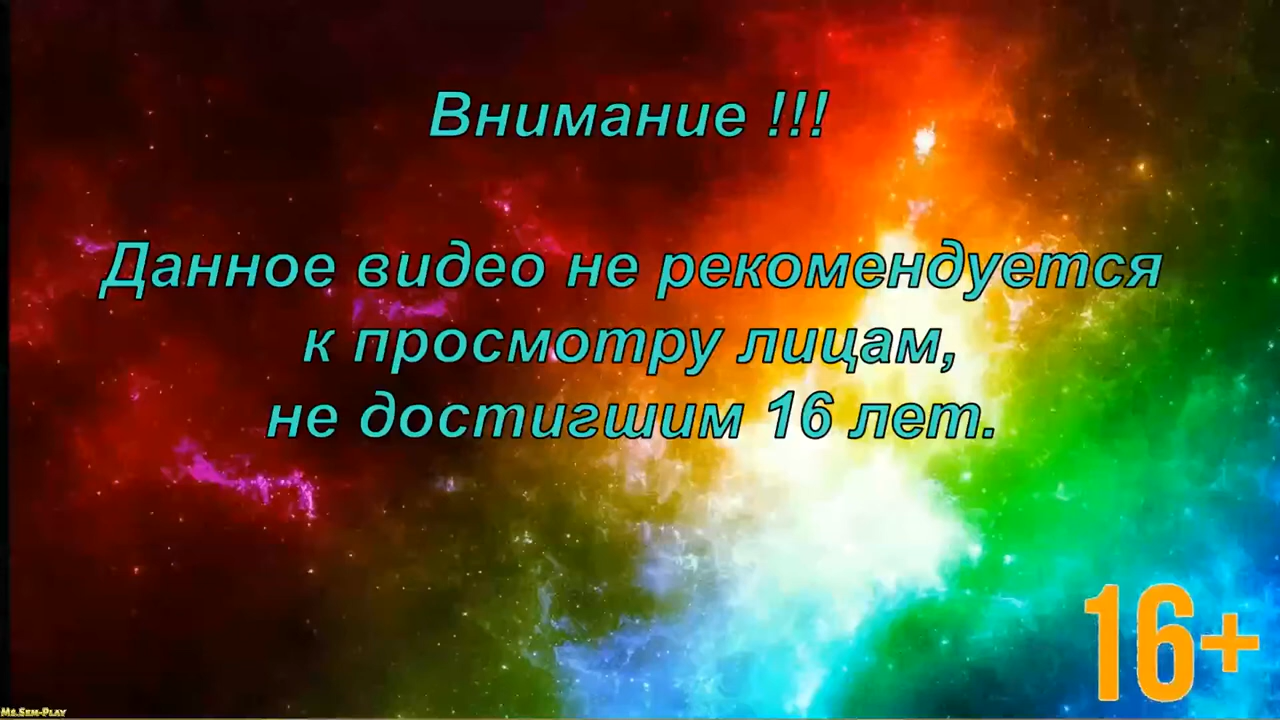 Внимание !!!
Данное видео не рекомендуется
к просмотру лицам,
не достигшим 16 лет.
16+
Ms.Sem-Play